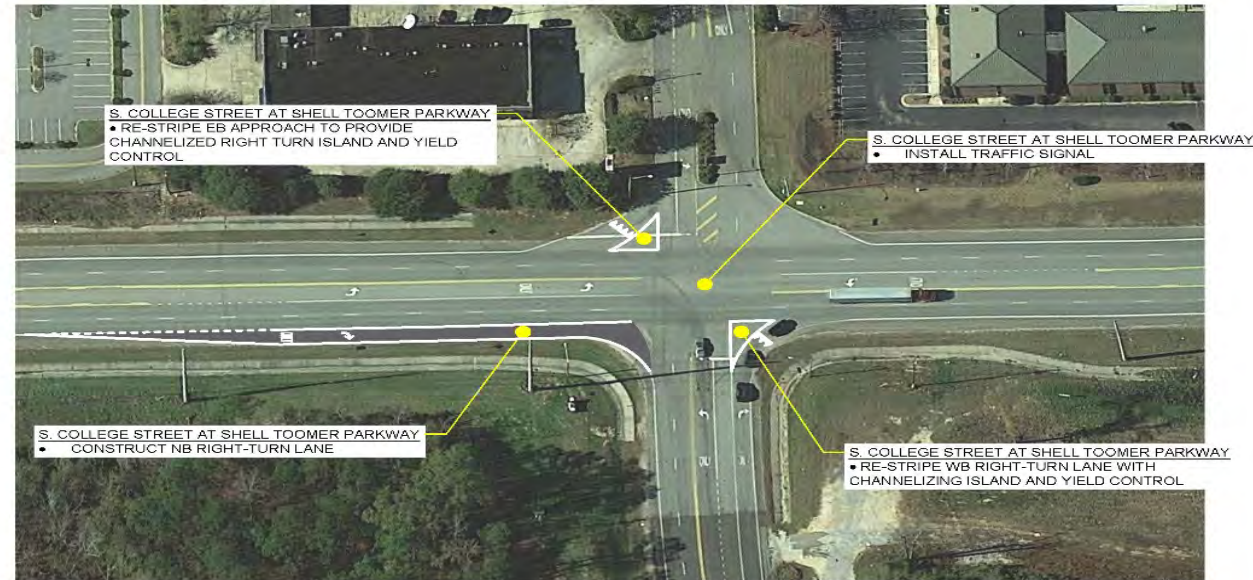 S. COLLEGE STREET AT SHELL TOOMER PARKWAY
• RE-STRIPE EB APPROACH TO PROVIDE
CHANNELIZED RIGHT TURN ISLAND AND YIELD
CONTROL
S. COLLEGE STREET AT SHELL TOOMER PARKWAY
• INSTALL TRAFFIC SIGNAL
S. COLLEGE STREET AT SHELL TOOMER PARKWAY
• CONSTRUCT NB RIGHT-TURN LANE
S. COLLEGE STREET AT SHELL TOOMER PARKWAY
• RE-STRIPE WB RIGHT-TURN LANE WITH
CHANNELIZING ISLAND AND YIELD CONTROL